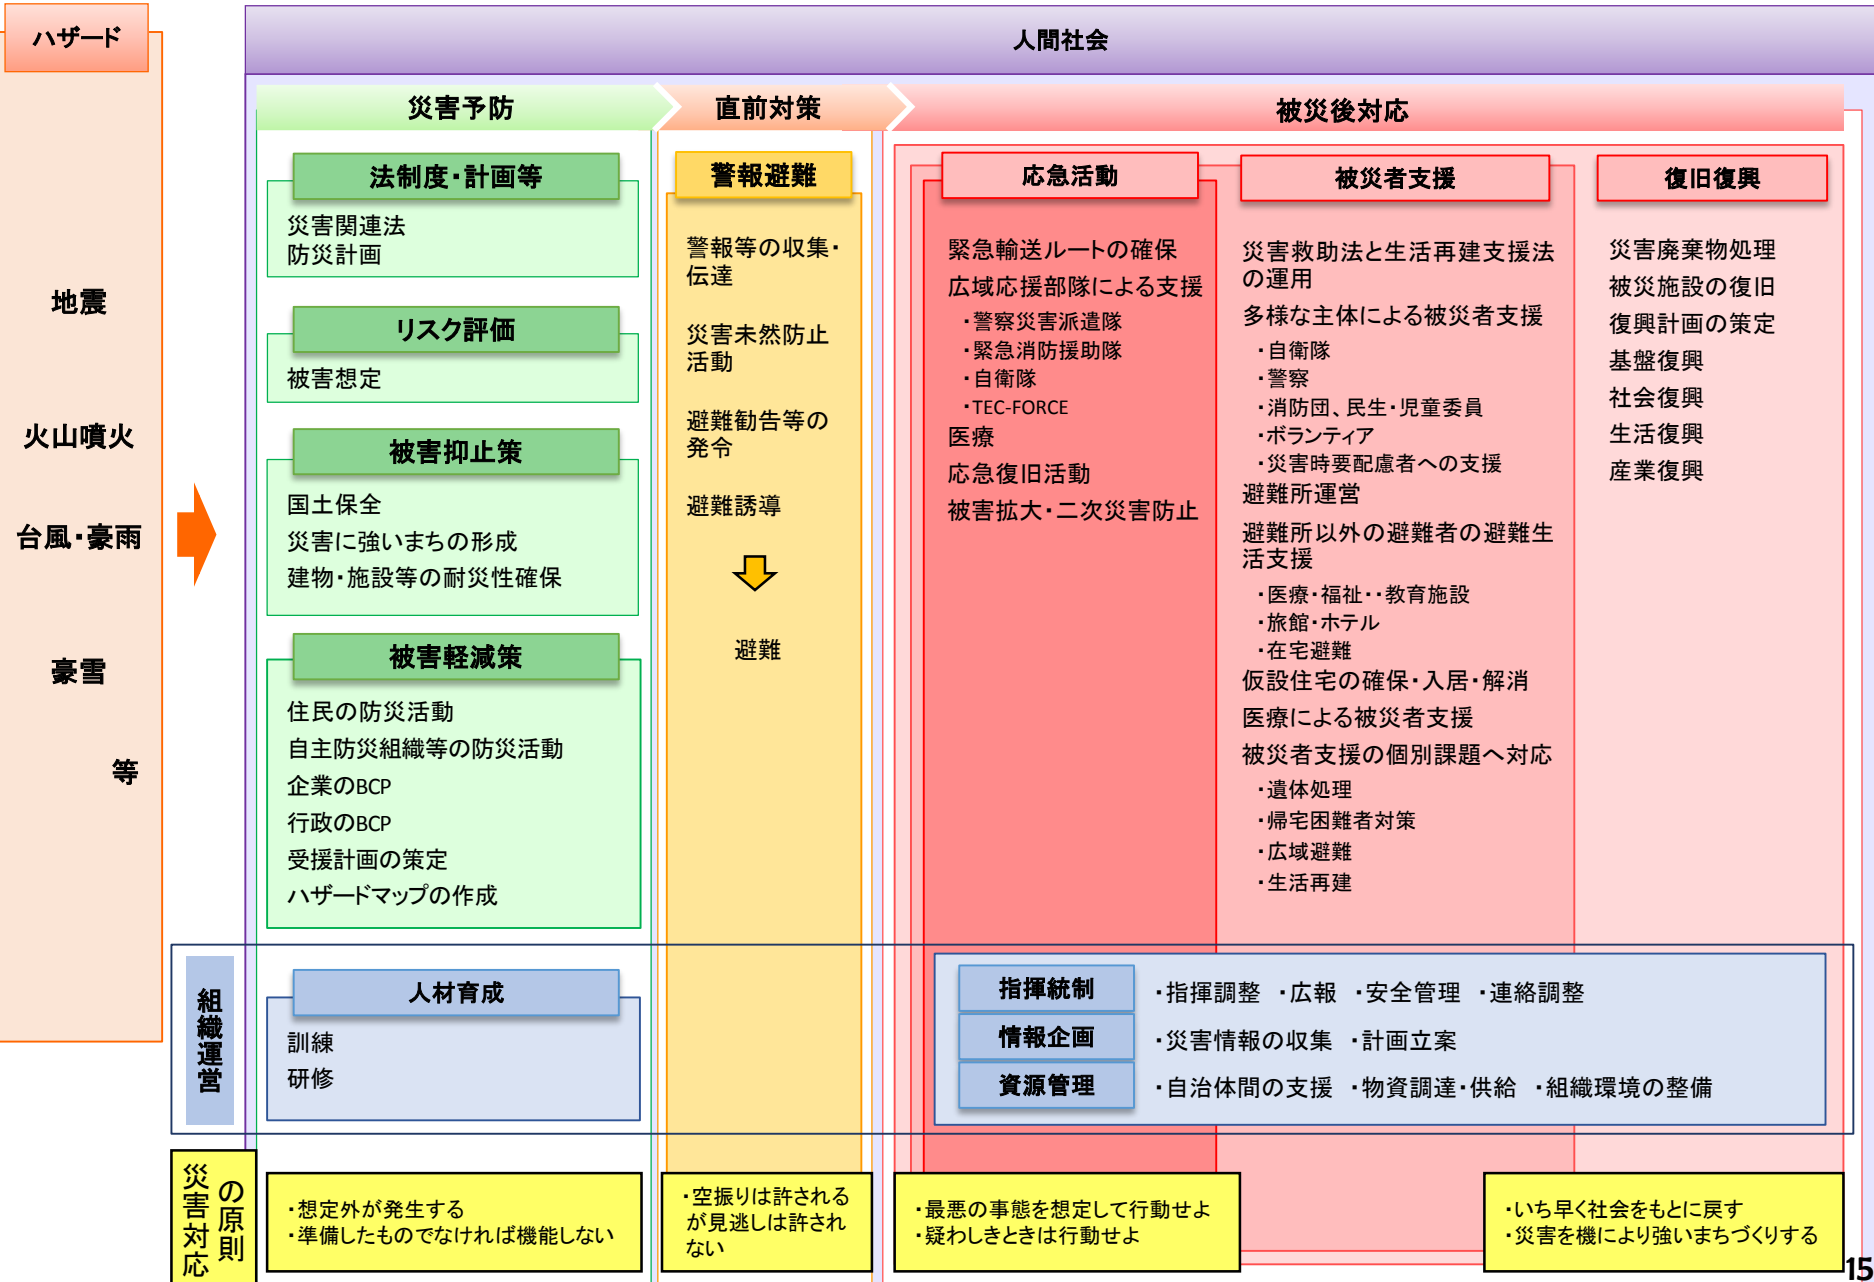 ハザード
地震
火山噴火
台風・豪雨
豪雪
等
人間社会
災害予防
直前対策
被災後対応
法制度・計画等
災害関連法
防災計画
リスク評価
被害想定
被害抑止策
国土保全
災害に強いまちの形成
建物・施設等の耐災性確保
被害軽減策
住民の防災活動
自主防災組織等の防災活動
企業のBCP
行政のBCP
受援計画の策定
ハザードマップの作成
警報避難
警報等の収集・
伝達
災害未然防止
活動
避難勧告等の
発令
避難誘導
避難
応急活動
緊急輸送ルートの確保
広域応援部隊による支援
・警察災害派遣隊
・緊急消防援助隊
・自衛隊
・TEC-FORCE
医療
応急復旧活動
被害拡大・二次災害防止
被災者支援
災害救助法と生活再建支援法
の運用
多様な主体による被災者支援
・自衛隊
・警察
・消防団、民生・児童委員
・ボランティア
・災害時要配慮者への支援
避難所運営
避難所以外の避難者の避難生
活支援
・医療・福祉・・教育施設
・旅館・ホテル
・在宅避難
仮設住宅の確保・入居・解消
医療による被災者支援
被災者支援の個別課題へ対応
・遺体処理
・帰宅困難者対策
・広域避難
・生活再建
復旧復興
災害廃棄物処理
被災施設の復旧
復興計画の策定
基盤復興
社会復興
生活復興
産業復興
組織運営
人材育成
訓練
研修
指揮統制
・指揮調整 ・広報 ・安全管理 ・連絡調整
情報企画
・災害情報の収集 ・計画立案
資源管理
・自治体間の支援 ・物資調達・供給 ・組織環境の整備
災害対応
の原則
・想定外が発生する
・準備したものでなければ機能しない
・空振りは許される
が見逃しは許され
ない
・最悪の事態を想定して行動せよ
・疑わしきときは行動せよ
・いち早く社会をもとに戻す
・災害を機により強いまちづくりする
15